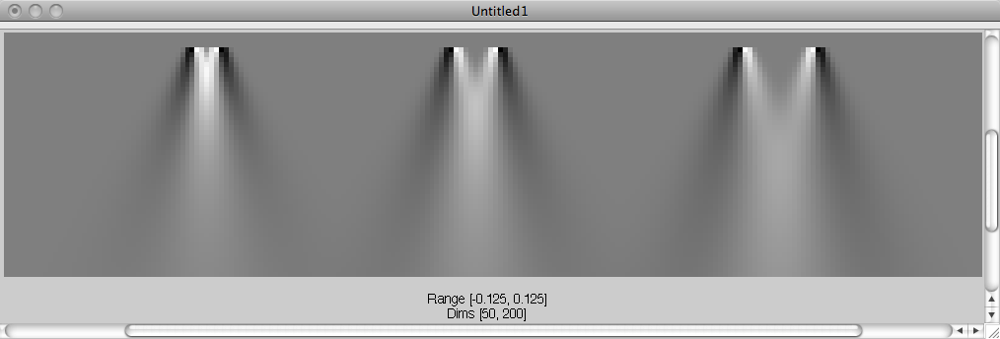 Untitled1
Range [-0.125, 0.125]
Dims [50, 200]